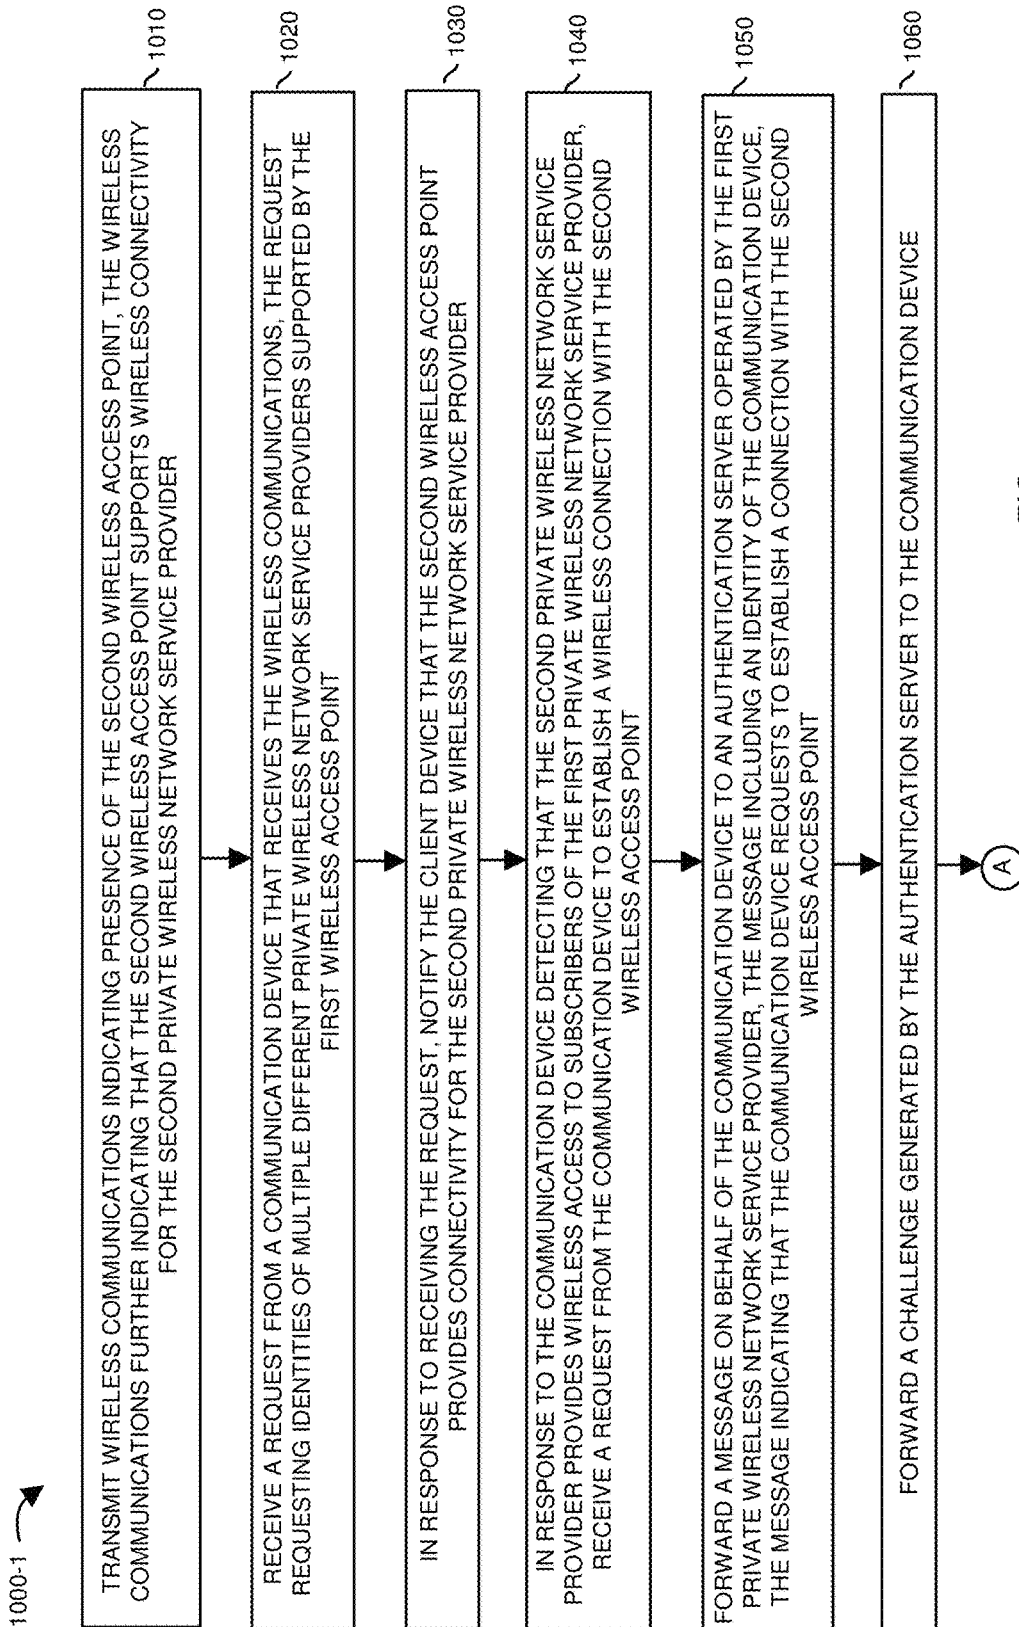 1000-1
TRANSMIT WIRELESS COMMUNICATIONS INDICATING PRESENCE OF THE SECOND WIRELESS ACCESS POINT, THE WIRELESS
COMMUNICATIONS FURTHER INDICATING THAT THE SECOND WIRELESS ACCESS POINT SUPPORTS WIRELESS CONNECTIVITY
FOR THE SECOND PRIVATE WIRELESS NETWORK SERVICE PROVIDER
1010
RECEIVE A REQUEST FROM A COMMUNICATION DEVICE THAT RECEIVES THE WIRELESS COMMUNICATIONS, THE REQUEST
REQUESTING IDENTITIES OF MULTIPLE DIFFERENT PRIVATE WIRELESS NETWORK SERVICE PROVIDERS SUPPORTED BY THE
FIRST WIRELESS ACCESS POINT
1020
IN RESPONSE TO RECEIVING THE REQUEST, NOTIFY THE CLIENT DEVICE THAT THE SECOND WIRELESS ACCESS POINT
PROVIDES CONNECTIVITY FOR THE SECOND PRIVATE WIRELESS NETWORK SERVICE PROVIDER
1030
IN RESPONSE TO THE COMMUNICATION DEVICE DETECTING THAT THE SECOND PRIVATE WIRELESS NETWORK SERVICE
PROVIDER PROVIDES WIRELESS ACCESS TO SUBSCRIBERS OF THE FIRST PRIVATE WIRELESS NETWORK SERVICE PROVIDER,
RECEIVE A REQUEST FROM THE COMMUNICATION DEVICE TO ESTABLISH A WIRELESS CONNECTION WITH THE SECOND
WIRELESS ACCESS POINT
1040
FORWARD A MESSAGE ON BEHALF OF THE COMMUNICATION DEVICE TO AN AUTHENTICATION SERVER OPERATED BY THE FIRST
PRIVATE WIRELESS NETWORK SERVICE PROVIDER, THE MESSAGE INCLUDING AN IDENTITY OF THE COMMUNICATION DEVICE,
THE MESSAGE INDICATING THAT THE COMMUNICATION DEVICE REQUESTS TO ESTABLISH A CONNECTION WITH THE SECOND
WIRELESS ACCESS POINT
1050
FORWARD A CHALLENGE GENERATED BY THE AUTHENTICATION SERVER TO THE COMMUNICATION DEVICE
1060
A